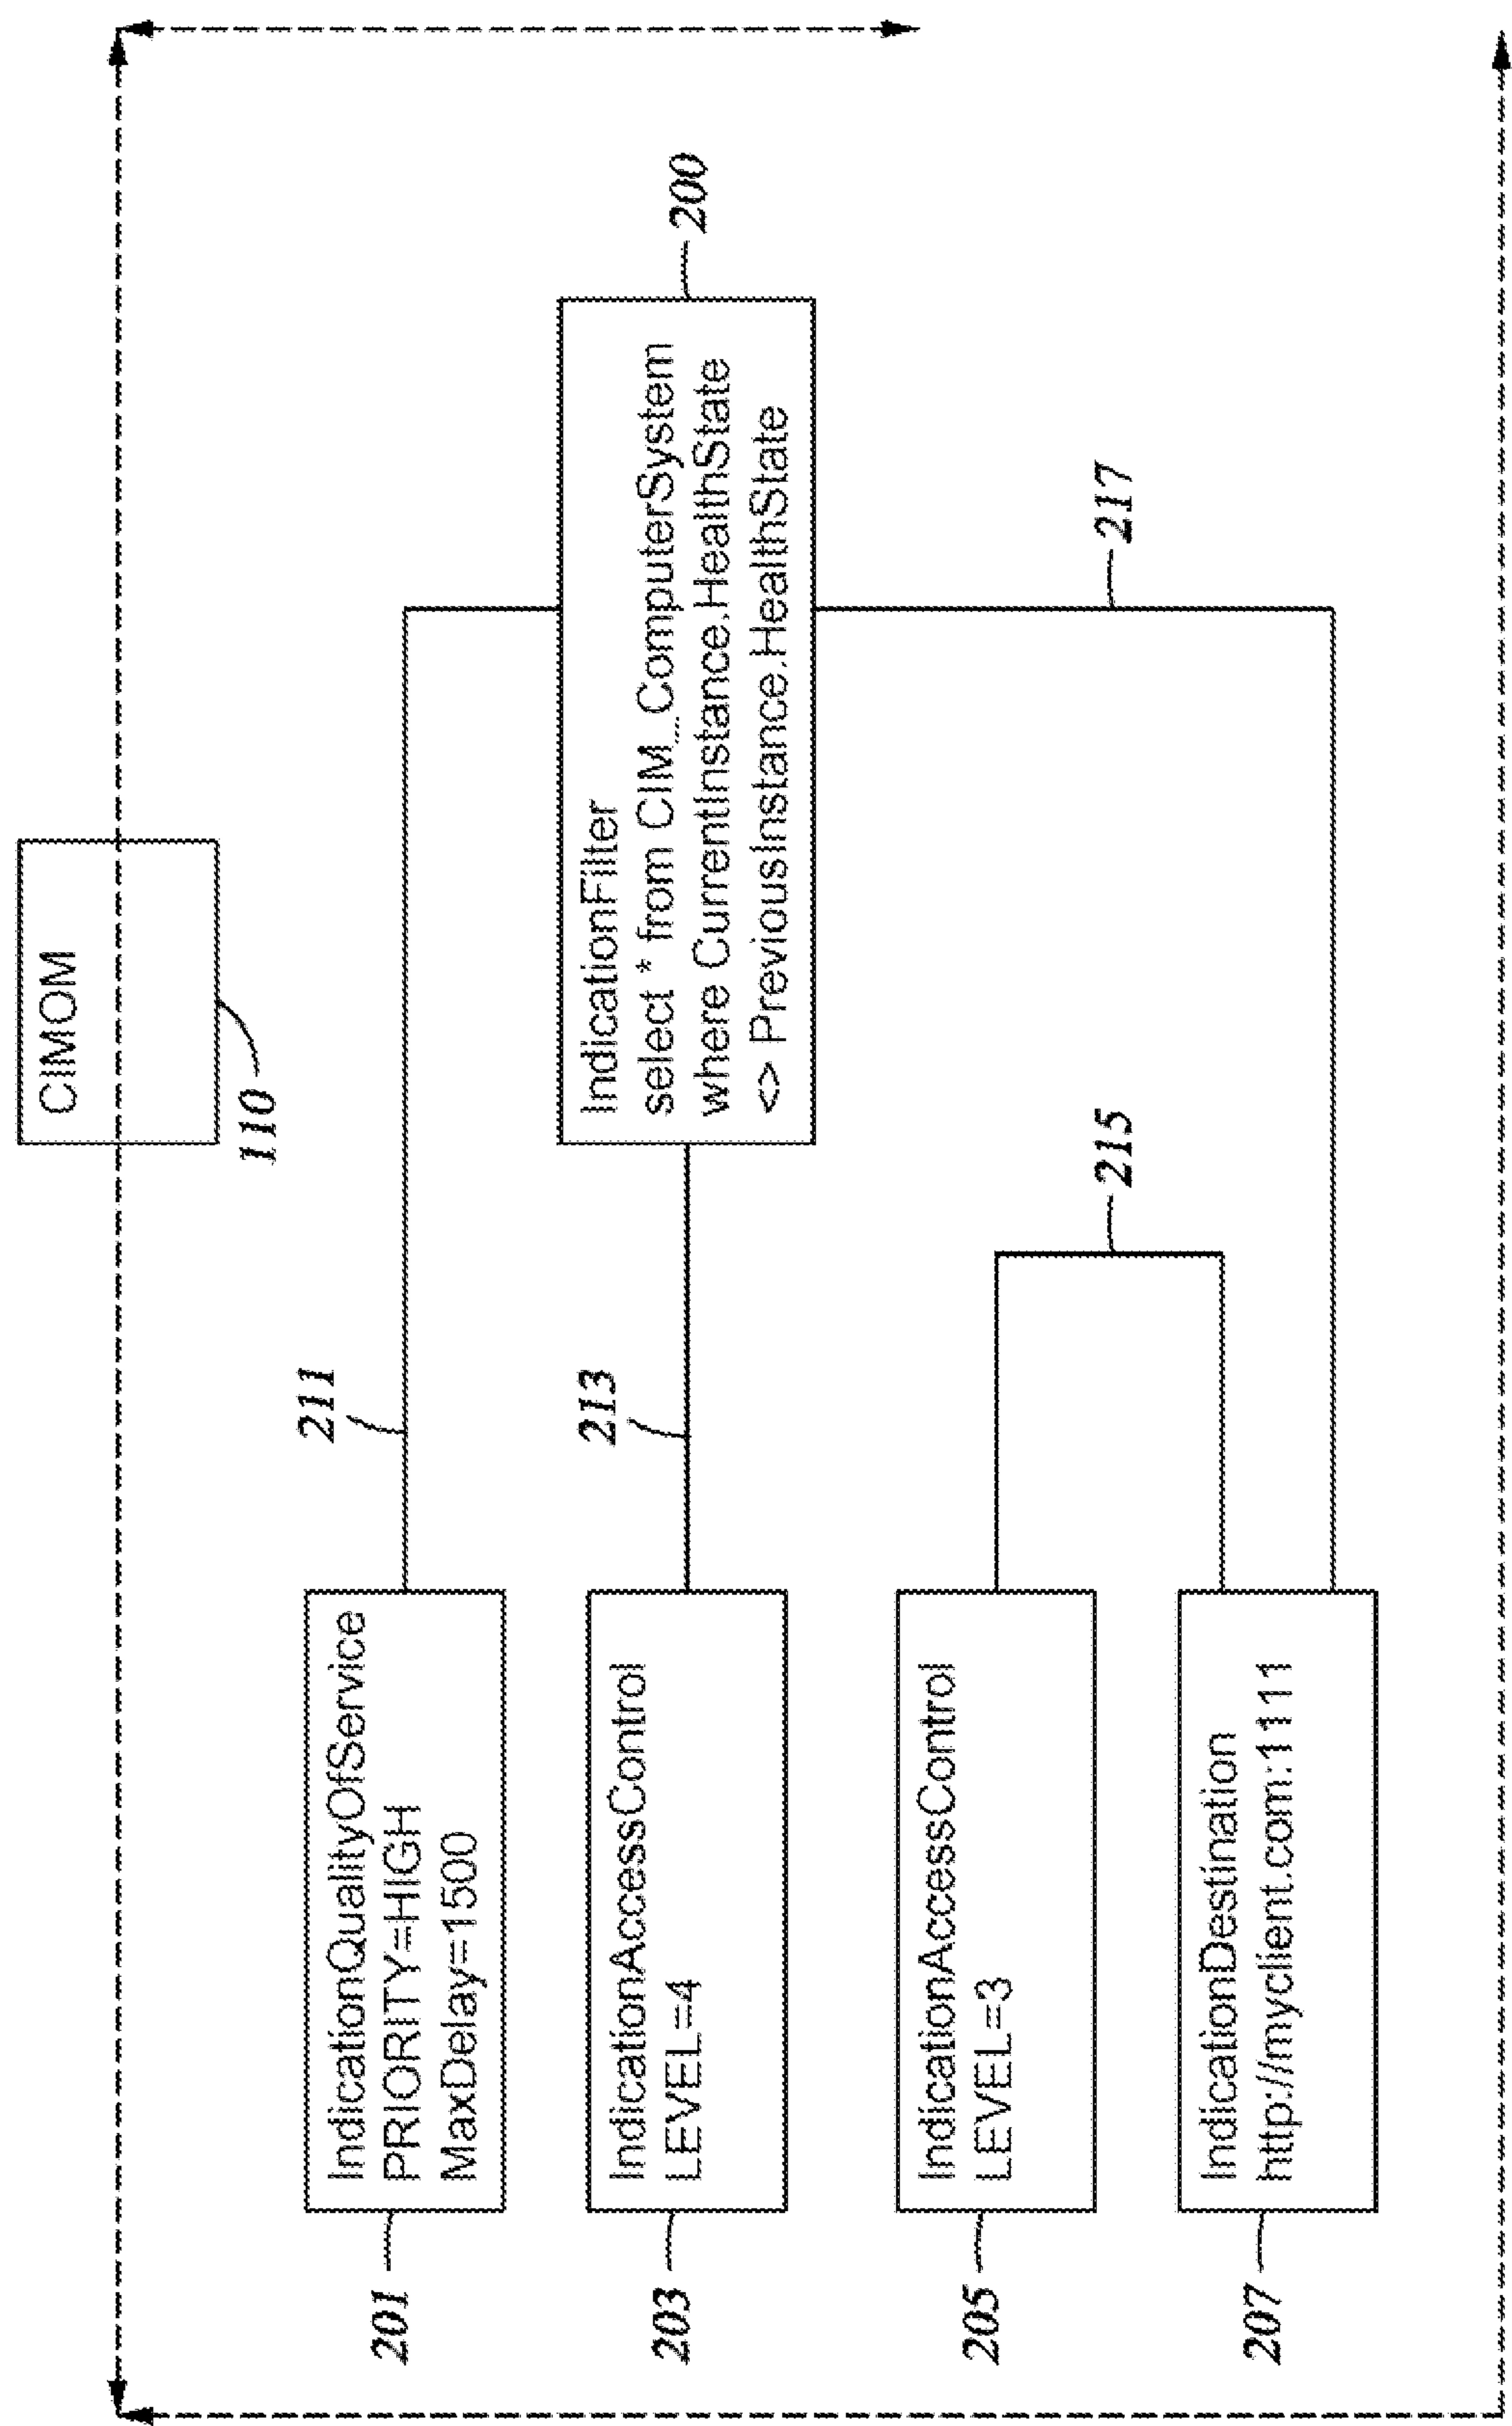 CIMOM
110
211
201
IndicationQualityOfService
PRIORITY=HIGH
MaxDelay=1500
213
203
IndicationAccessControl
LEVEL=4
200
IndicationFilter
select * from CIM_ComputerSystem
where CurrentInstance.HealthState
<> PreviousInstance.HealthState
205
IndicationAccessControl
LEVEL=3
215
217
207
IndicationDestination
http://myclient.com:1111